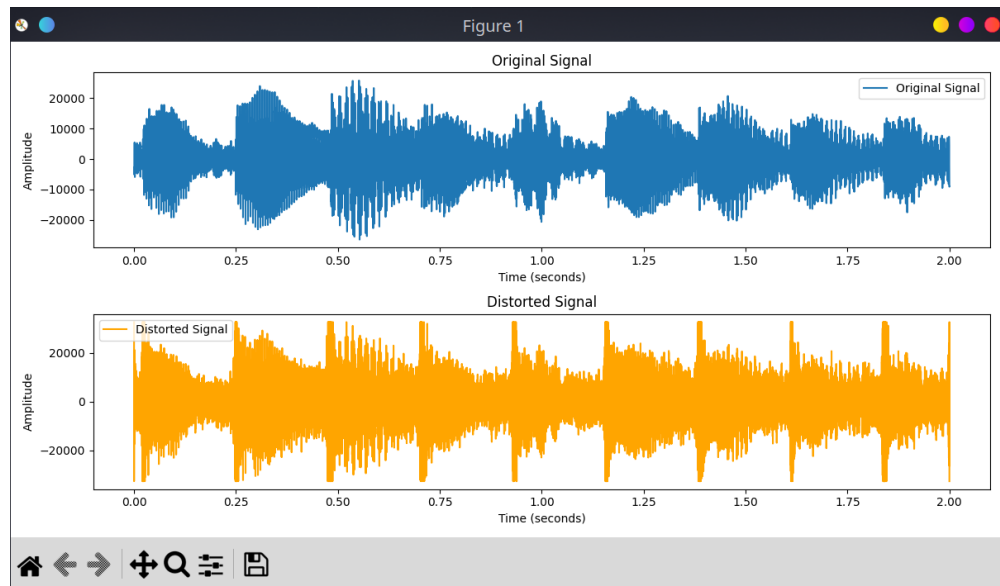 Figure 1
Original Signal
Original Signal
20000
10000
0
−10000
−20000
Amplitude
0.00 0.25 0.50 0.75 1.00 1.25 1.50 1.75 2.00
Time (seconds)
Distorted Signal
Distorted Signal
20000
0
−20000
Amplitude
0.00 0.25 0.50 0.75 1.00 1.25 1.50 1.75 2.00
Time (seconds)